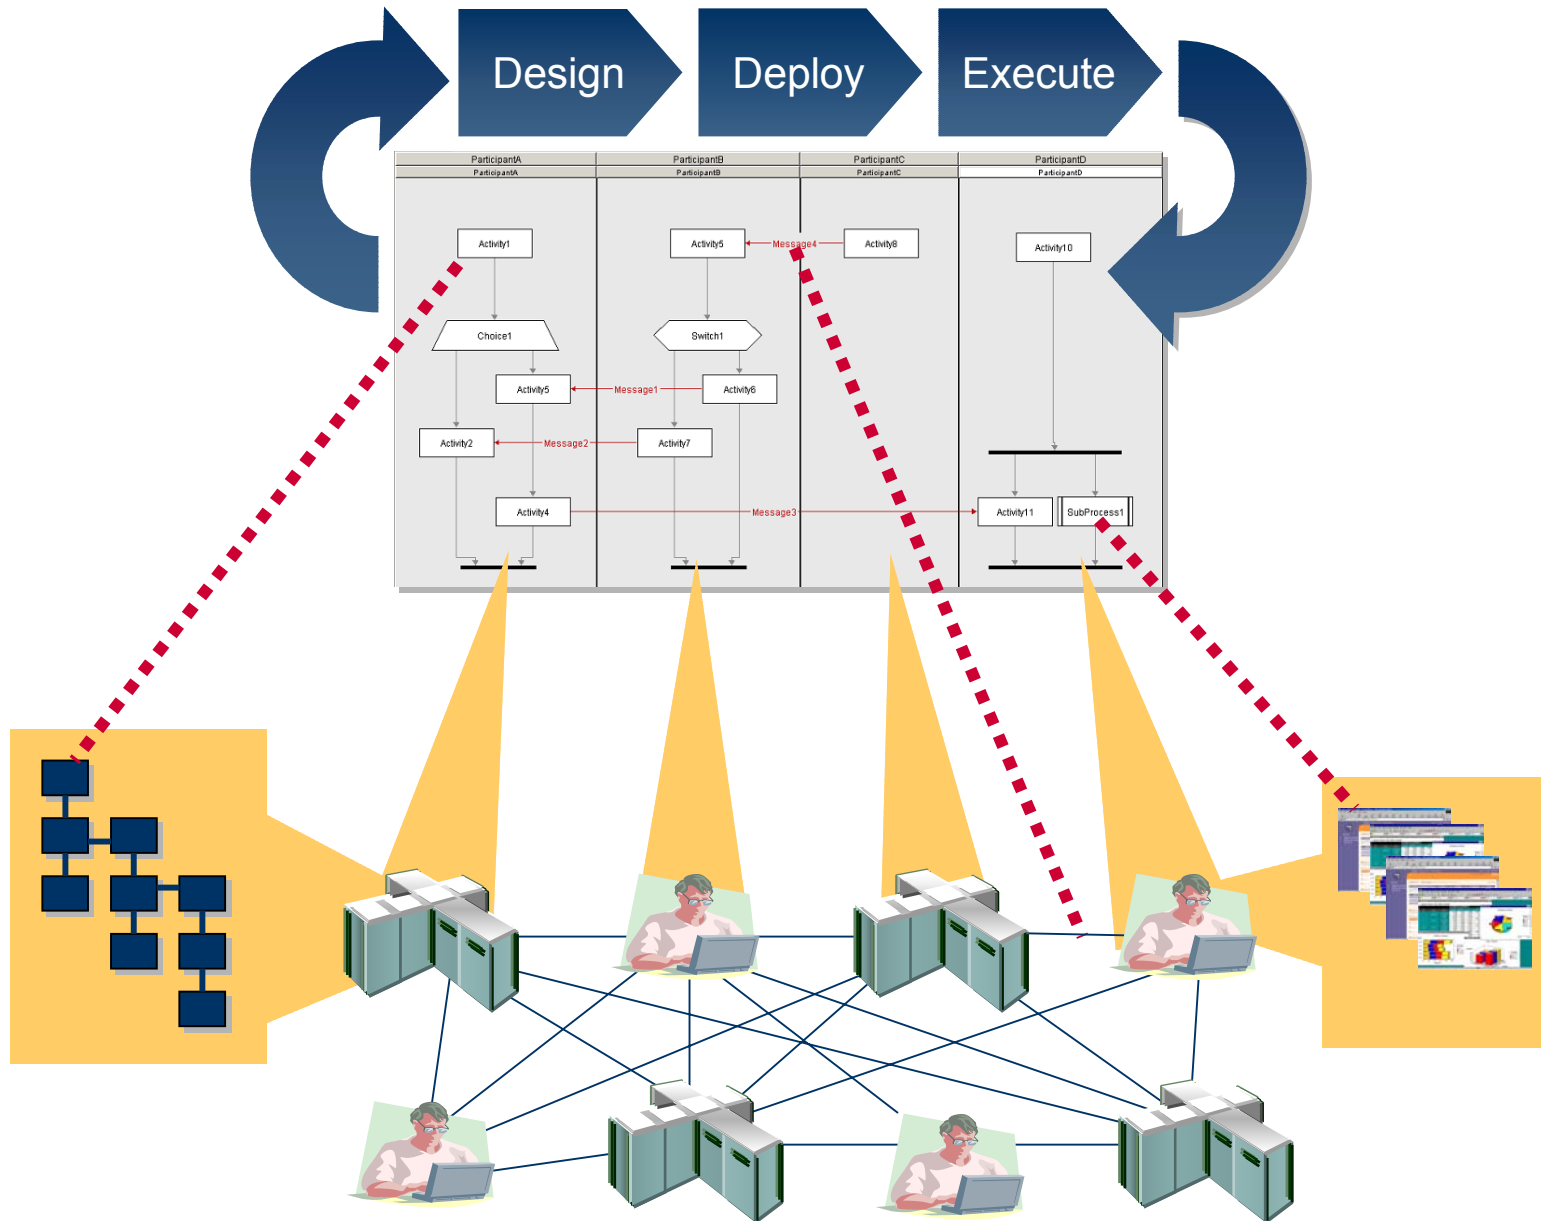 Design
Deploy
Execute
ParticipantA
ParticipantB
ParticipantC
ParticipantD
ParticipantA
ParticipantB
ParticipantC
ParticipantD
Activity1
Activity5
Message4
Activity8
Activity10
Choice1
Switch1
Activity5
Message1
Activity6
Activity2
Message2
Activity7
Activity4
Message3
Activity11
SubProcess1